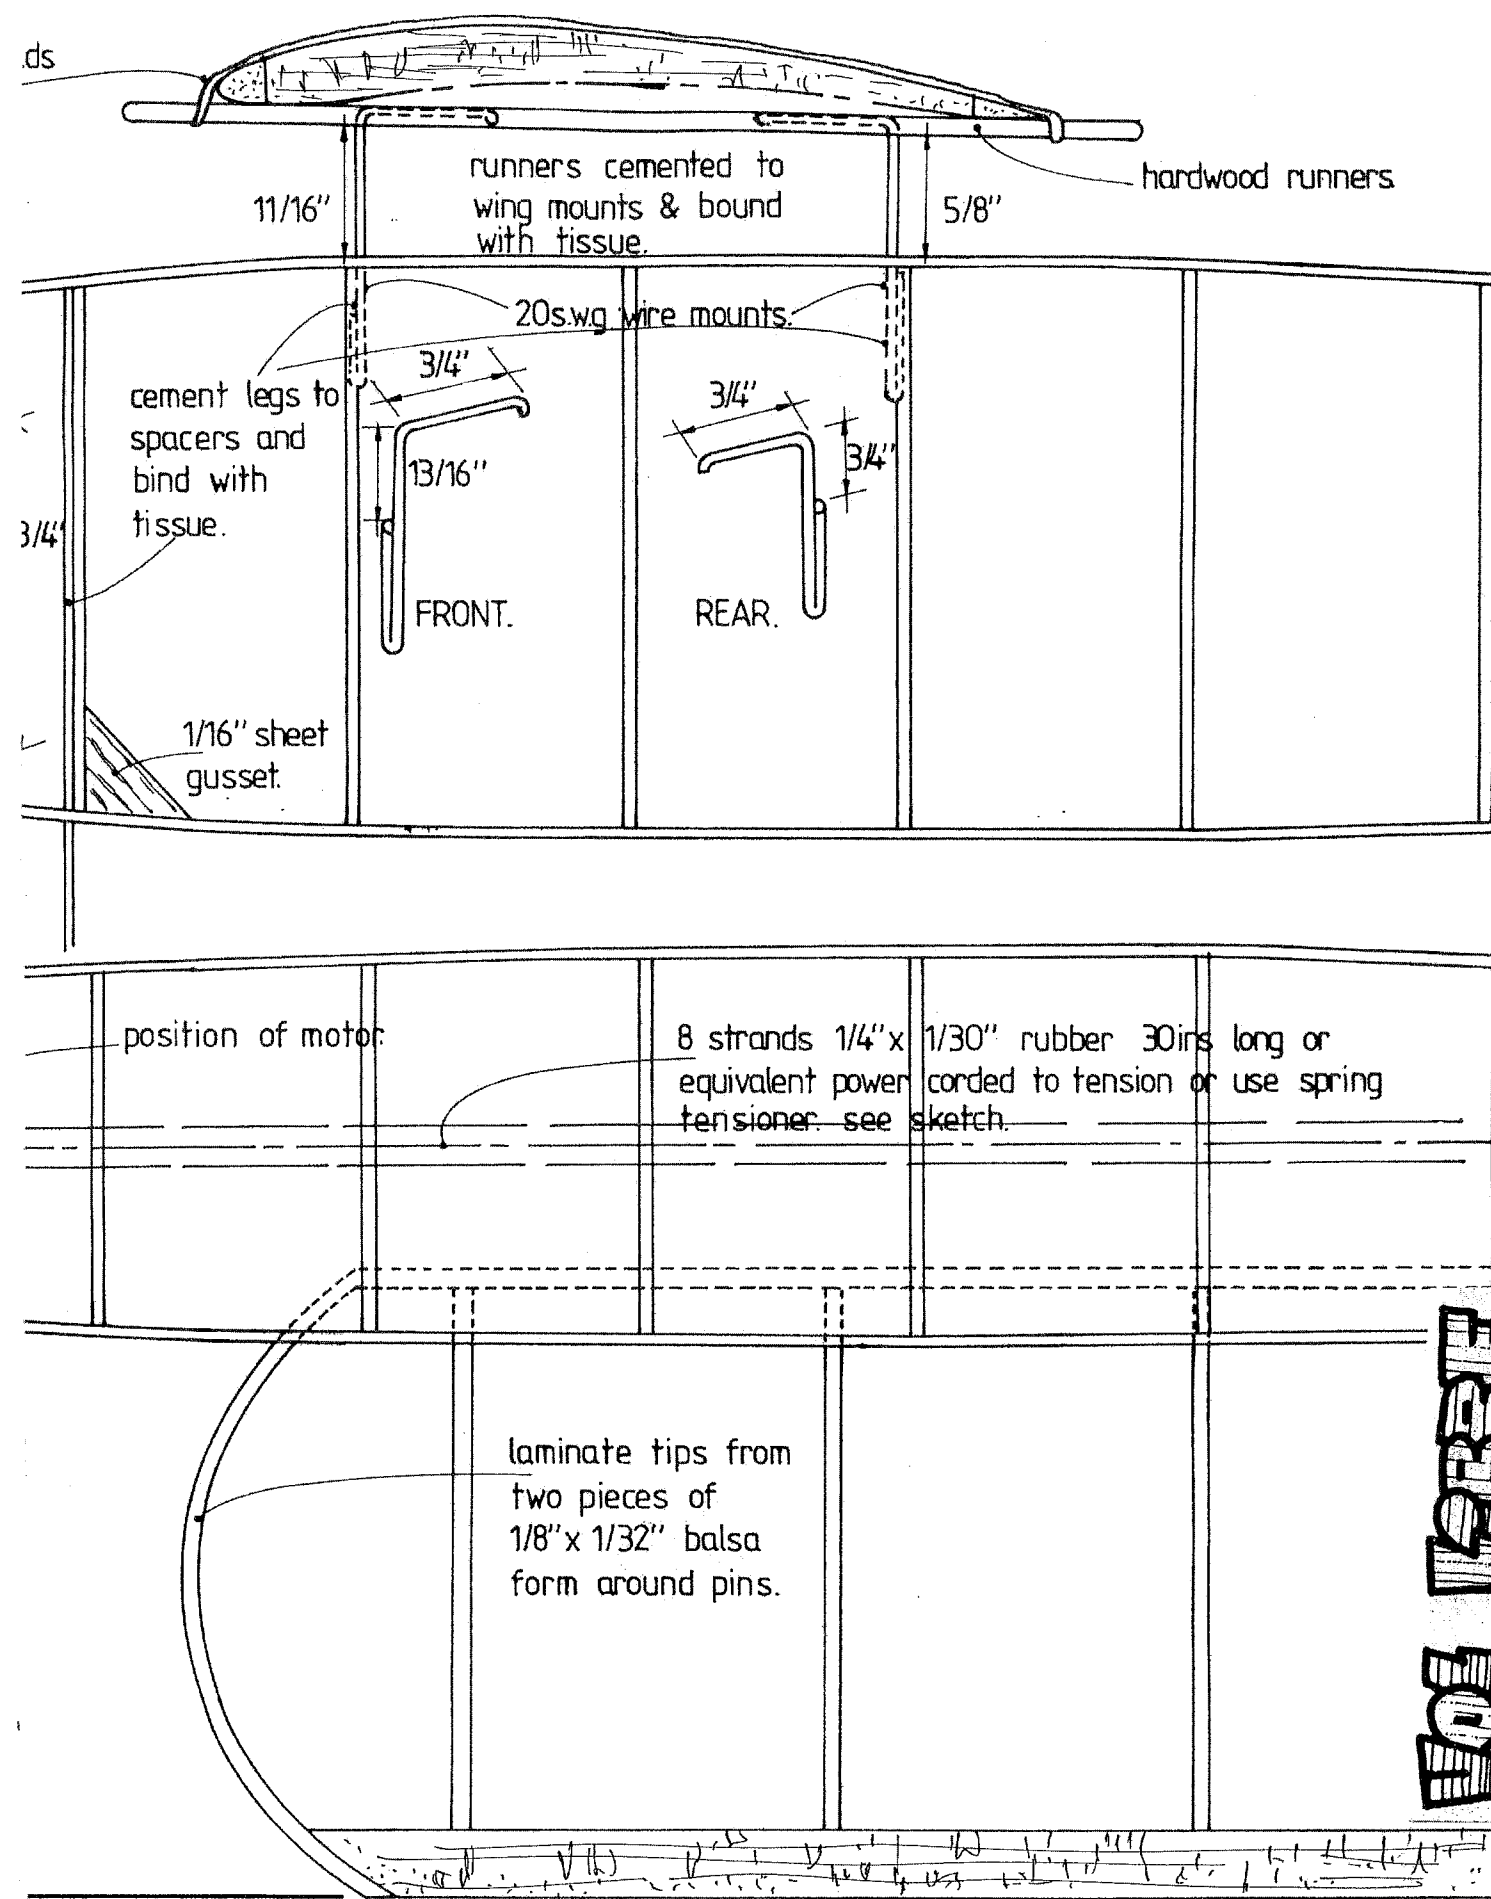 ds
11/16"
runners cemented to
wing mounts & bound
with tissue.
5/8"
hardwood runners.
20s.w.g wire mounts.
cement legs to
spacers and
bind with
tissue.
3/4"
3/4"
13/16"
3/4"
3/4"
FRONT.
REAR.
1/16" sheet
gusset.
position of motor.
8 strands 1/4" x 1/30" rubber 30ins long or
equivalent power corded to tension or use spring
tensioner. see sketch.
laminate tips from
two pieces of
1/8" x 1/32" balsa
form around pins.